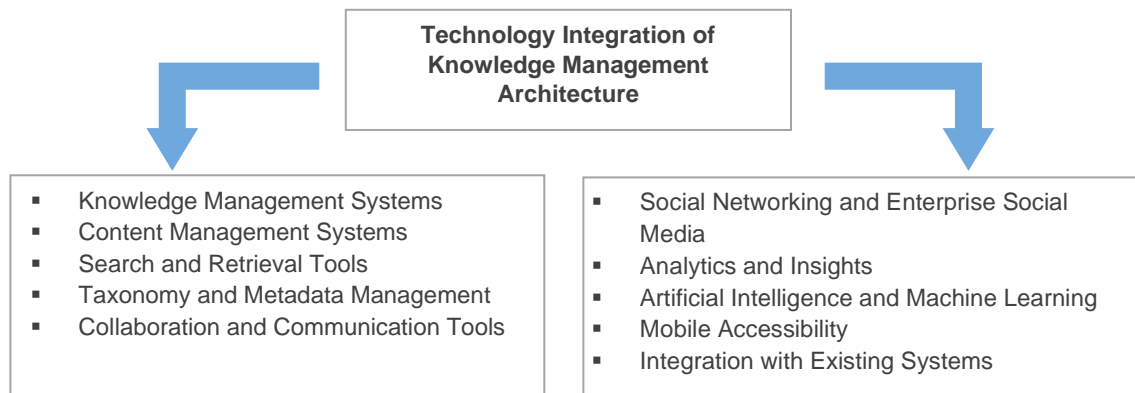 Technology Integration of
Knowledge Management
Architecture
▪ Knowledge Management Systems
▪ Content Management Systems
▪ Search and Retrieval Tools
▪ Taxonomy and Metadata Management
▪ Collaboration and Communication Tools
▪ Social Networking and Enterprise Social
Media
▪ Analytics and Insights
▪ Artificial Intelligence and Machine Learning
▪ Mobile Accessibility
▪ Integration with Existing Systems